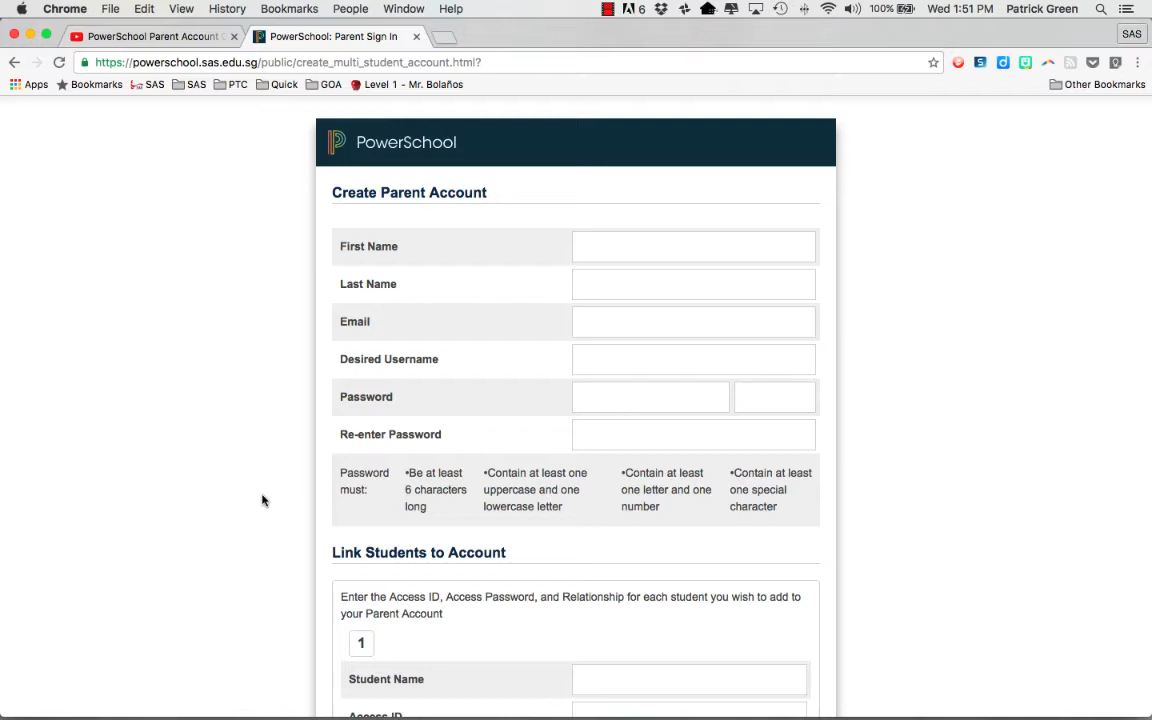 Chrome File Edit View History Bookmarks People Window Help 6 100% Wed 1:51 PM Patrick Green
PowerSchool Parent Account C PowerSchool: Parent Sign In SAS
https://powerschool.sas.edu.sg/public/create_multi_student_account.html?
Apps Bookmarks SAS SAS PTC Quick GOA Level 1 - Mr. Bolaños Other Bookmarks
PowerSchool
Create Parent Account
First Name
Last Name
Email
Desired Username
Password
Re-enter Password
Password must:
•Be at least 6 characters long
•Contain at least one uppercase and one lowercase letter
•Contain at least one letter and one number
•Contain at least one special character
Link Students to Account
Enter the Access ID, Access Password, and Relationship for each student you wish to add to
your Parent Account
1
Student Name
Access ID